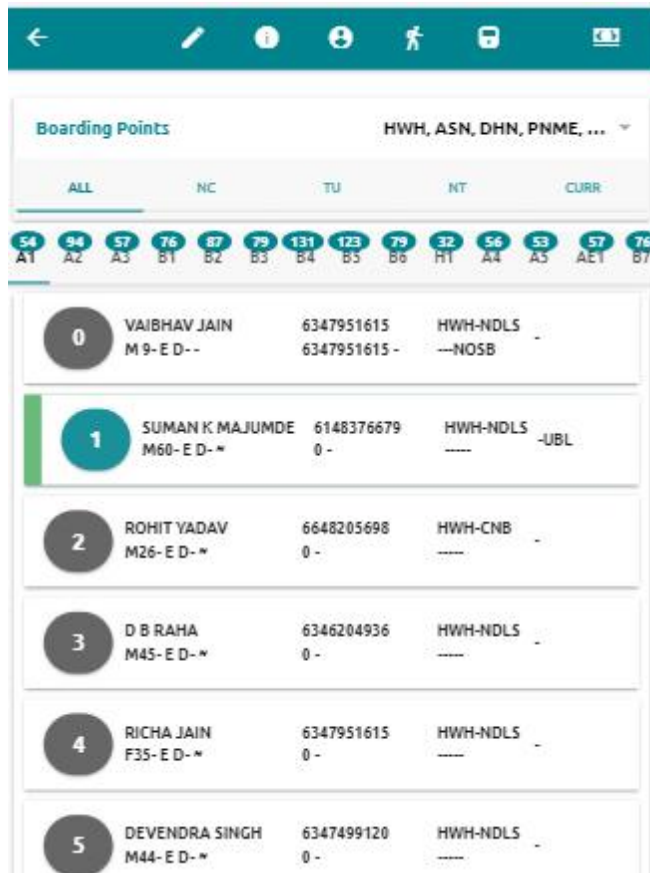 Boarding Points HWH, ASN, DHN, PNME, ...
ALL NC TU NT CURR
54 94 57 76 87 79 131 123 79 32 56 53 57 76
A1 A2 A3 B1 B2 B3 B4 B5 B6 H1 A4 A5 AE1 B7
0 VAIBHAV JAIN 6347951615 HWH-NDLS -
M 9- E D- - 6347951615 - ---NOSB
1 SUMAN K MAJUMDE 6148376679 HWH-NDLS -UBL
M60- E D- ~ 0 - -----
2 ROHIT YADAV 6648205698 HWH-CNB -
M26- E D- ~ 0 - -----
3 D B RAHA 6346204936 HWH-NDLS -
M45- E D- ~ 0 - -----
4 RICHA JAIN 6347951615 HWH-NDLS -
F35- E D- ~ 0 - -----
5 DEVENDRA SINGH 6347499120 HWH-NDLS -
M44- E D- ~ 0 - -----